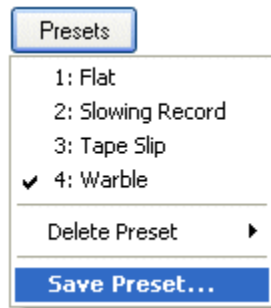 Presets
1: Flat
2: Slowing Record
3: Tape Slip
4: Warble
Delete Preset
Save Preset...